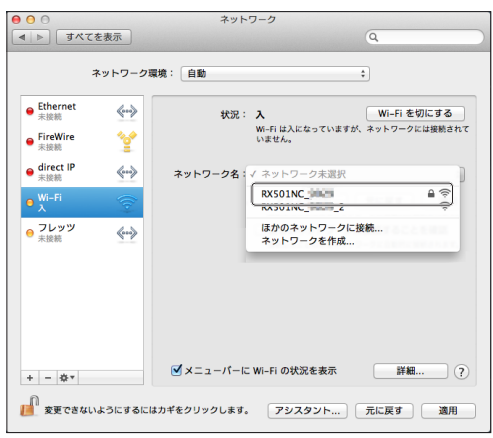 ネットワーク
すべてを表示
ネットワーク環境： 自動
Ethernet
未接続
FireWire
未接続
direct IP
未接続
Wi-Fi
入
フレッツ
未接続
状況： 入
Wi-Fi を切にする
Wi-Fi は入になっていますが、ネットワークには接続されて
いません。
ネットワーク名： ✓ ネットワーク未選択
RX501NC_
RX501NC_ _2
ほかのネットワークに接続...
ネットワークを作成...
メニューバーに Wi-Fi の状況を表示
詳細...
?
変更できないようにするにはカギをクリックします。
アシスタント...
元に戻す
適用